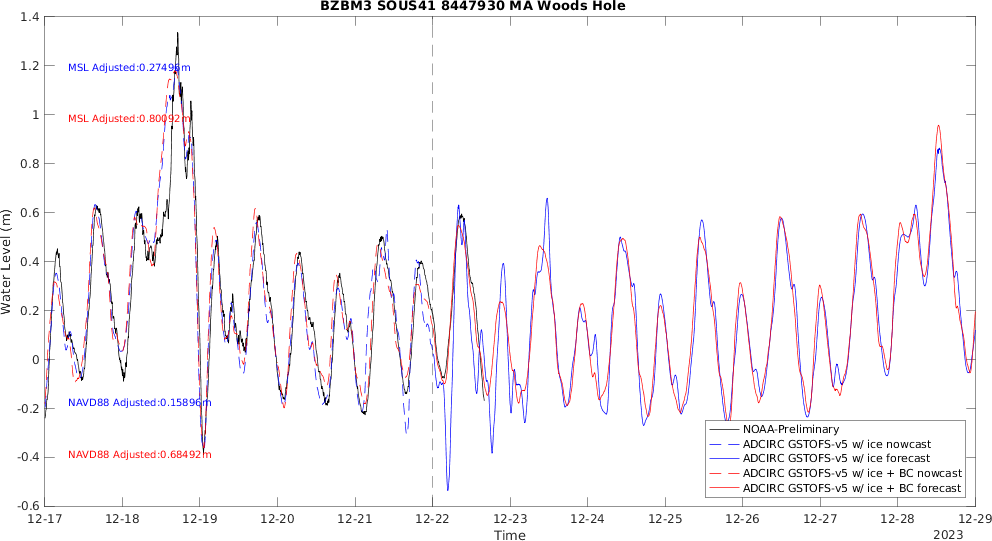 BZBM3 SOUS41 8447930 MA Woods Hole
1.4
1.2
1
0.8
0.6
0.4
0.2
0
-0.2
-0.4
-0.6
Water Level (m)
MSL Adjusted:0.27496m
MSL Adjusted:0.80092m
NAVD88 Adjusted:0.15896m
NAVD88 Adjusted:0.68492m
NOAA-Preliminary
ADCIRC GSTOFS-v5 w/ ice nowcast
ADCIRC GSTOFS-v5 w/ ice forecast
ADCIRC GSTOFS-v5 w/ ice + BC nowcast
ADCIRC GSTOFS-v5 w/ ice + BC forecast
12-17 12-18 12-19 12-20 12-21 12-22 12-23 12-24 12-25 12-26 12-27 12-28 12-29
Time
2023